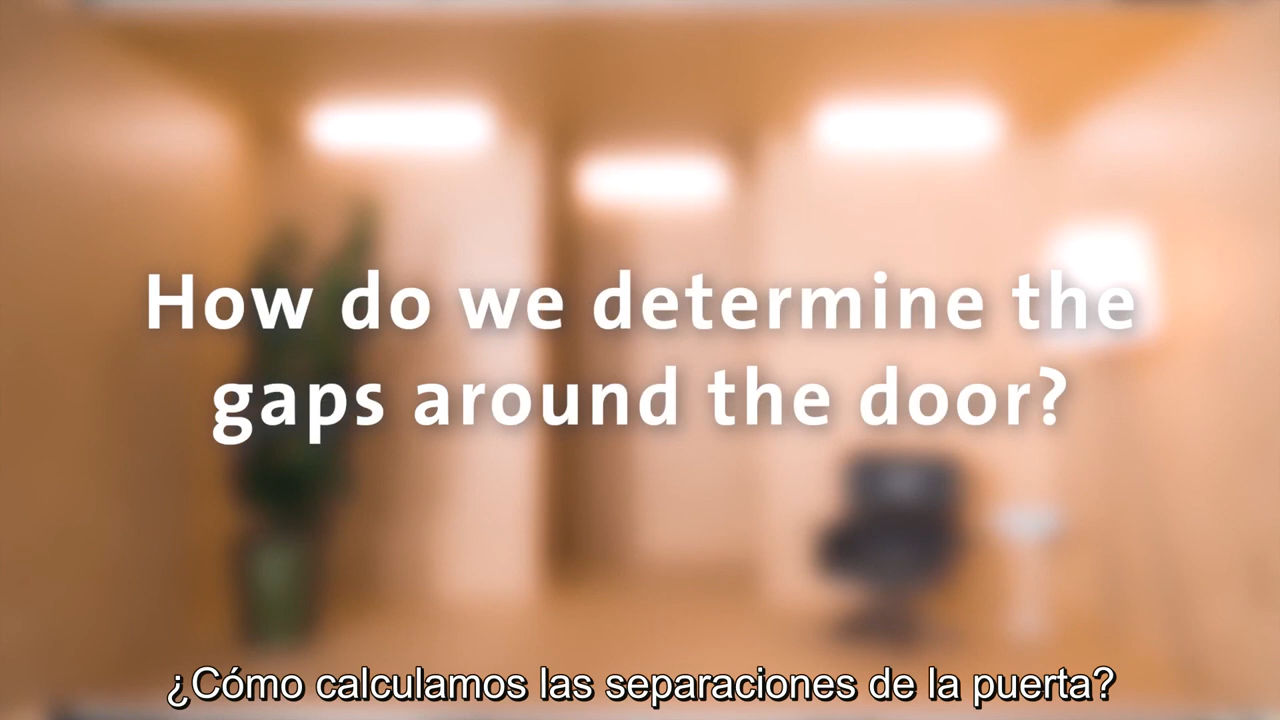 How do we determine the
gaps around the door?
¿Cómo calculamos las separaciones de la puerta?